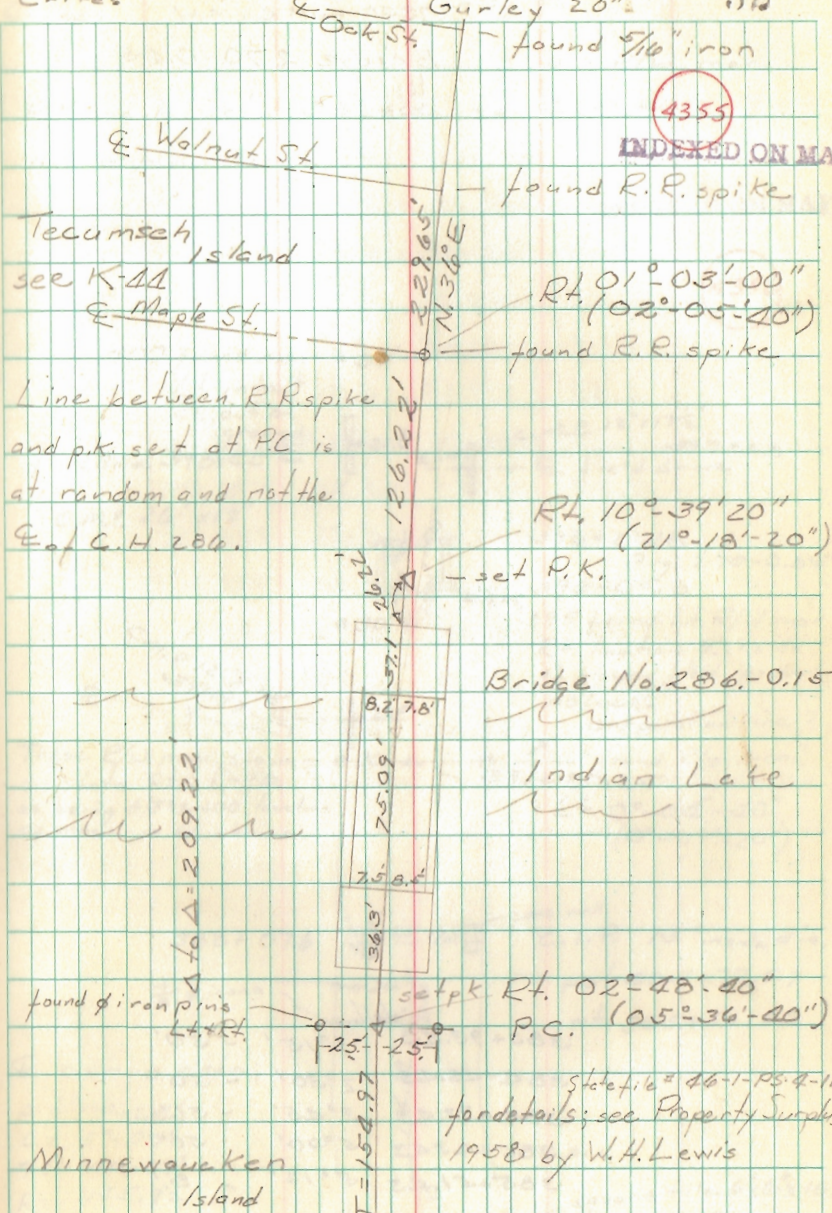 ℄ Oak St.
Gurley 20"
found 5/16" iron
4355
INDEXED ON MA
℄ Walnut St.
found R.R. spike
229.65'
N. 36° E
Tecumseh
Island
see K-44
℄ Maple St.
Rt. 01°-03'-00"
(02°-05'-40")
found R.R. spike
Line between R.R. spike
and p.k. set at P.C is
at random and not the
℄ of C.H. 286.
126.22'
Rt. 10°-39'20"
(21°-18'-20")
set P.K.
26.22'
37.1
Bridge No. 286.-0.15
8.2' 7.8'
75.09'
Indian Lake
Δ to Δ = 209.22'
7.5' 8.5'
36.3'
found ∅ iron pins
Lt. + Rt.
set pk
Rt. 02°-48'-40"
P.C. (05°-36'-40")
25' 25'
for details; see Property Surplus
1958 by W.H. Lewis
T = 154.97
Minnewauken
Island